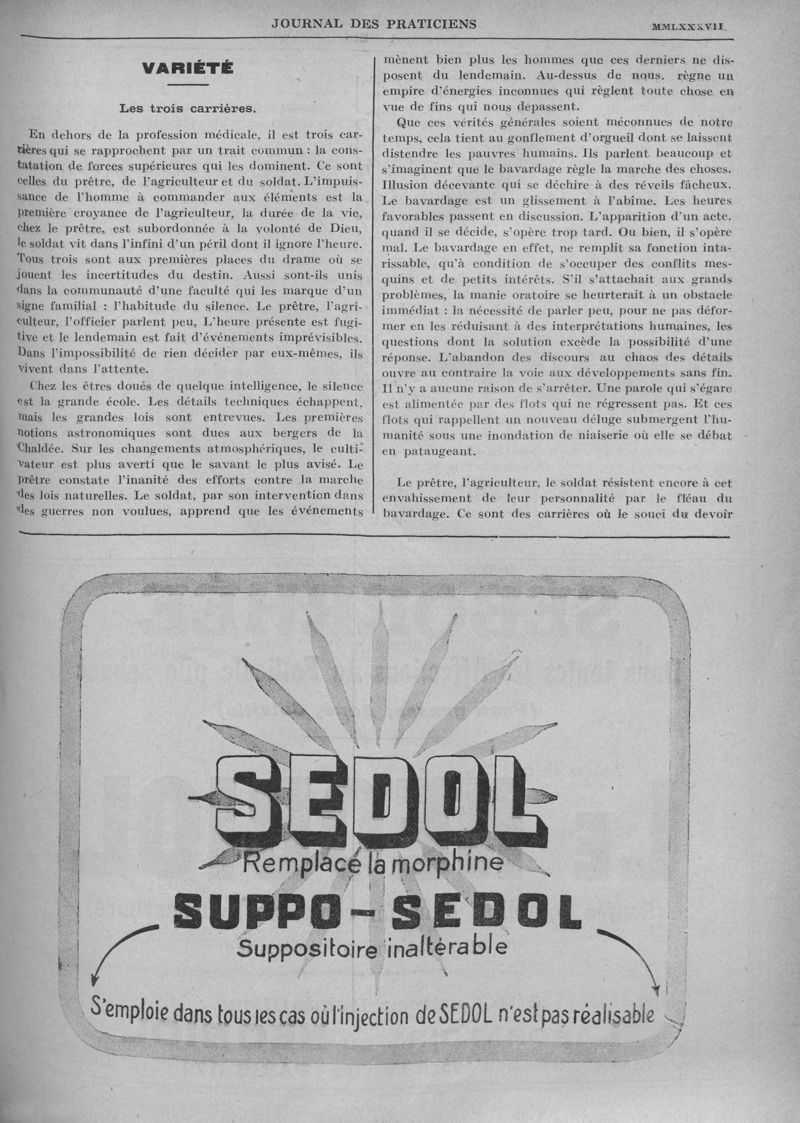 JOURNAL DES PRATICIENS
MMLXXXVII
VARIÉTÉ
Les trois carrières.
En dehors de la profession médicale, il est trois car-
rières qui se rapprochent par un trait commun : la cons-
tatation de forces supérieures qui les dominent. Ce sont
celles du prêtre, de l'agriculteur et du soldat. L'impuis-
sance de l'homme à commander aux éléments est la
première croyance de l'agriculteur, la durée de la vie,
chez le prêtre, est subordonnée à la volonté de Dieu,
le soldat vit dans l'infini d'un péril dont il ignore l'heure.
Tous trois sont aux premières places du drame où se
jouent les incertitudes du destin. Aussi sont-ils unis
dans la communauté d'une faculté qui les marque d'un
signe familial : l'habitude du silence. Le prêtre, l'agri-
culteur, l'officier parlent peu, L'heure présente est fugi-
tive et le lendemain est fait d'événements imprévisibles.
Dans l'impossibilité de rien décider par eux-mêmes, ils
vivent dans l'attente.
Chez les êtres doués de quelque intelligence, le silence
est la grande école. Les détails techniques échappent,
mais les grandes lois sont entrevues. Les premières
notions astronomiques sont dues aux bergers de la
Chaldée. Sur les changements atmosphériques, le culti-
vateur est plus averti que le savant le plus avisé. Le
prêtre constate l'inanité des efforts contre la marche
des lois naturelles. Le soldat, par son intervention dans
des guerres non voulues, apprend que les événements
mènent bien plus les hommes que ces derniers ne dis-
posent du lendemain. Au-dessus de nous. règne un
empire d'énergies inconnues qui règlent toute chose en
vue de fins qui nous depassent.
Que ces vérités générales soient méconnues de notre
temps, cela tient au gonflement d'orgueil dont se laissent
distendre les pauvres humains. Ils parlent beaucoup et
s'imaginent que le bavardage règle la marche des choses.
Illusion décevante qui se déchire à des réveils fâcheux.
Le bavardage est un glissement à l'abîme. Les heures
favorables passent en discussion. L'apparition d'un acte.
quand il se décide, s'opère trop tard. Ou bien, il s'opère
mal. Le bavardage en effet, ne remplit sa fonction inta-
rissable, qu'à condition de s'occuper des conflits mes-
quins et de petits intérêts. S'il s'attachait aux grands
problèmes, la manie oratoire se heurterait à un obstacle
immédiat : la nécessité de parler peu, pour ne pas défor-
mer en les réduisant à des interprétations humaines, les
questions dont la solution excède la possibilité d'une
réponse. L'abandon des discours au chaos des détails
ouvre au contraire la voie aux développements sans fin.
Il n'y a aucune raison de s'arrêter. Une parole qui s'égare
est alimentée par des flots qui ne régressent pas. Et ces
flots qui rappellent un nouveau déluge submergent l'hu-
manité sous une inondation de niaiserie où elle se débat
en pataugeant.
Le prêtre, l'agriculteur, le soldat résistent encore à cet
envahissement de leur personnalité par le fléau du
bavardage. Ce sont des carrières où le souci du devoir
SEDOL
Remplace la morphine
SUPPO-SEDOL
Suppositoire inaltérable
S'emploie dans tous les cas où l'injection de SEDOL n'est pas réalisable